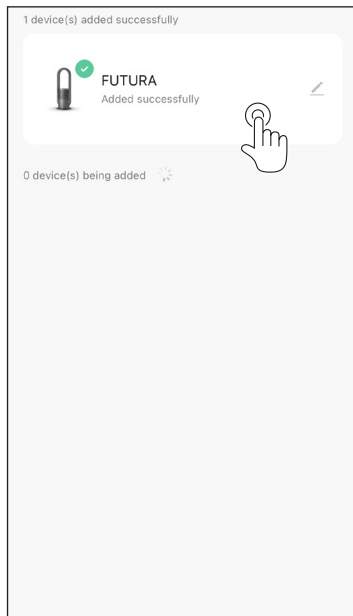 1 device(s) added successfully
FUTURA
Added successfully
0 device(s) being added